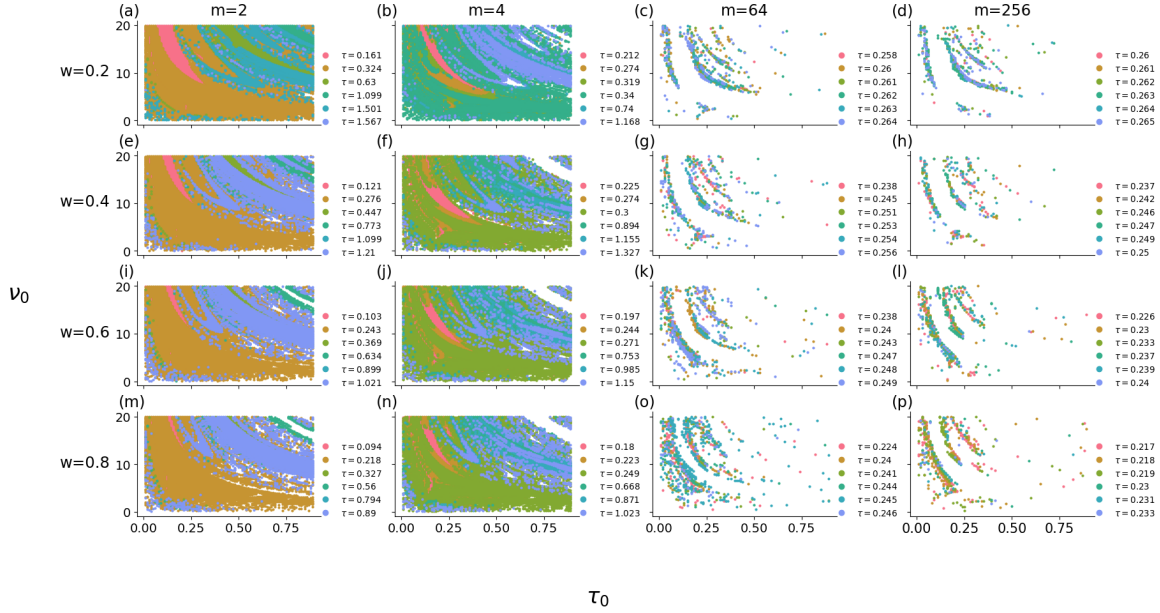 m=2
m=4
m=64
m=256
(a)
(b)
(c)
(d)
w=0.2
20
10
0
τ = 0.161
τ = 0.324
τ = 0.63
τ = 1.099
τ = 1.501
τ = 1.567
τ = 0.212
τ = 0.274
τ = 0.319
τ = 0.34
τ = 0.74
τ = 1.168
τ = 0.258
τ = 0.26
τ = 0.261
τ = 0.262
τ = 0.263
τ = 0.264
τ = 0.26
τ = 0.261
τ = 0.262
τ = 0.263
τ = 0.264
τ = 0.265
(e)
(f)
(g)
(h)
w=0.4
20
10
0
τ = 0.121
τ = 0.276
τ = 0.447
τ = 0.773
τ = 1.099
τ = 1.21
τ = 0.225
τ = 0.274
τ = 0.3
τ = 0.894
τ = 1.155
τ = 1.327
τ = 0.238
τ = 0.245
τ = 0.251
τ = 0.253
τ = 0.254
τ = 0.256
τ = 0.237
τ = 0.242
τ = 0.246
τ = 0.247
τ = 0.249
τ = 0.25
(i)
(j)
(k)
(l)
w=0.6
20
10
0
τ = 0.103
τ = 0.243
τ = 0.369
τ = 0.634
τ = 0.899
τ = 1.021
τ = 0.197
τ = 0.244
τ = 0.271
τ = 0.753
τ = 0.985
τ = 1.15
τ = 0.238
τ = 0.24
τ = 0.243
τ = 0.247
τ = 0.248
τ = 0.249
τ = 0.226
τ = 0.23
τ = 0.233
τ = 0.237
τ = 0.239
τ = 0.24
(m)
(n)
(o)
(p)
w=0.8
20
10
0
τ = 0.094
τ = 0.218
τ = 0.327
τ = 0.56
τ = 0.794
τ = 0.89
τ = 0.18
τ = 0.223
τ = 0.249
τ = 0.668
τ = 0.871
τ = 1.023
τ = 0.224
τ = 0.24
τ = 0.241
τ = 0.244
τ = 0.245
τ = 0.246
τ = 0.217
τ = 0.218
τ = 0.219
τ = 0.23
τ = 0.231
τ = 0.233
0.00 0.25 0.50 0.75
0.00 0.25 0.50 0.75
0.00 0.25 0.50 0.75
0.00 0.25 0.50 0.75
ν₀
τ₀